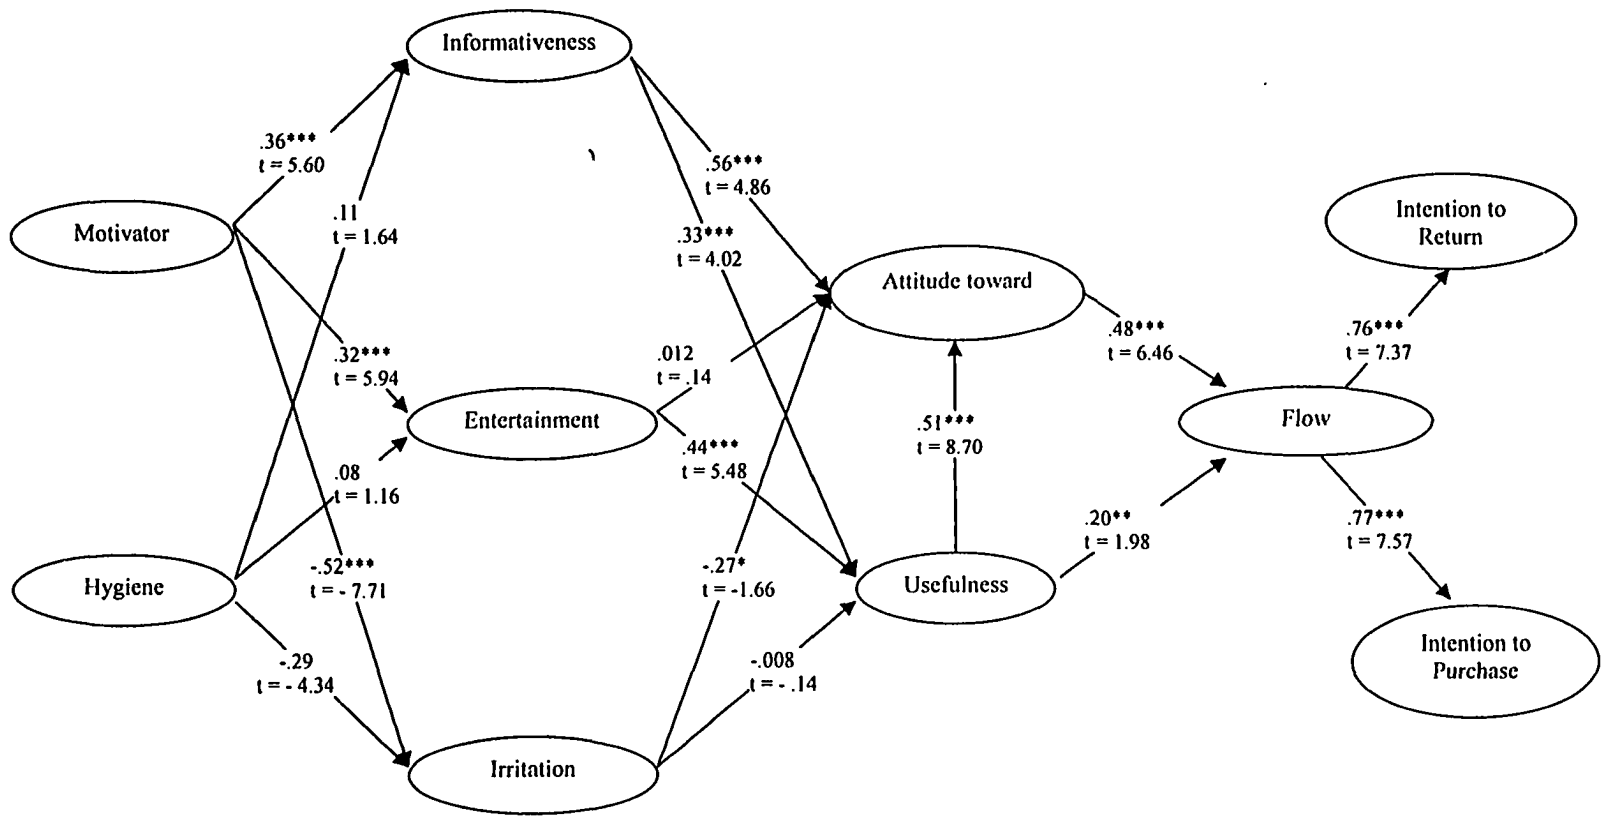 Informativeness
.36***
t = 5.60
.56***
t = 4.86
Motivator
.11
t = 1.64
.33***
t = 4.02
Intention to
Return
Attitude toward
.48***
t = 6.46
.76***
t = 7.37
.32***
t = 5.94
.012
t = .14
Entertainment
.44***
t = 5.48
.51***
t = 8.70
Flow
.08
t = 1.16
.20**
t = 1.98
.77***
t = 7.57
Hygiene
-.52***
t = - 7.71
-.27*
t = -1.66
Usefulness
-.29
t = - 4.34
-.008
t = - .14
Intention to
Purchase
Irritation